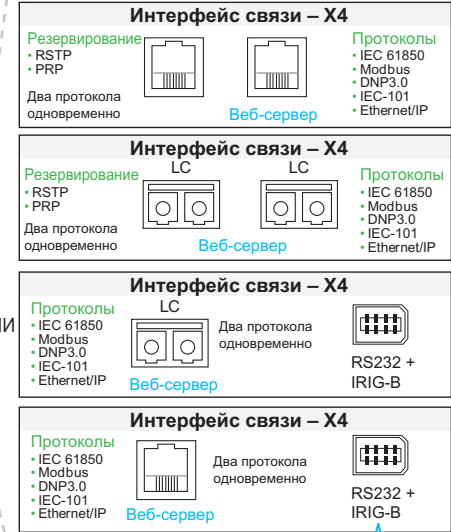 Интерфейс связи – X4
Резервирование
• RSTP
• PRP
Два протокола
одновременно
Веб-сервер
Протоколы
• IEC 61850
• Modbus
• DNP3.0
• IEC-101
• Ethernet/IP
Интерфейс связи – X4
Резервирование
• RSTP
• PRP
Два протокола
одновременно
LC
LC
Веб-сервер
Протоколы
• IEC 61850
• Modbus
• DNP3.0
• IEC-101
• Ethernet/IP
Интерфейс связи – X4
Протоколы
• IEC 61850
• Modbus
• DNP3.0
• IEC-101
• Ethernet/IP
LC
Веб-сервер
Два протокола
одновременно
RS232 +
IRIG-B
Интерфейс связи – X4
Протоколы
• IEC 61850
• Modbus
• DNP3.0
• IEC-101
• Ethernet/IP
Веб-сервер
Два протокола
одновременно
RS232 +
IRIG-B